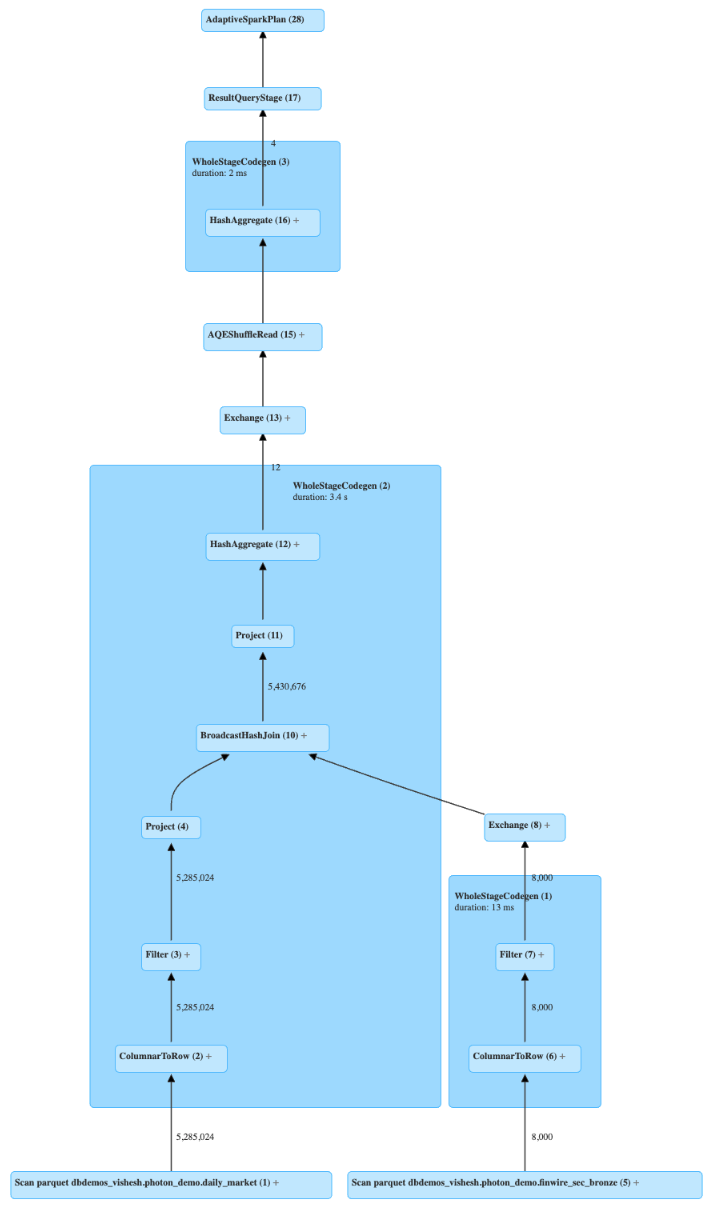 AdaptiveSparkPlan (28)
ResultQueryStage (17)
4
WholeStageCodegen (3)
duration: 2 ms
HashAggregate (16) +
AQEShuffleRead (15) +
Exchange (13) +
12
WholeStageCodegen (2)
duration: 3.4 s
HashAggregate (12) +
Project (11)
5,430,676
BroadcastHashJoin (10) +
Project (4)
Exchange (8) +
5,285,024
8,000
WholeStageCodegen (1)
duration: 13 ms
Filter (3) +
Filter (7) +
5,285,024
8,000
ColumnarToRow (2) +
ColumnarToRow (6) +
5,285,024
8,000
Scan parquet dbdemos_vishesh.photon_demo.daily_market (1) +
Scan parquet dbdemos_vishesh.photon_demo.finwire_sec_bronze (5) +